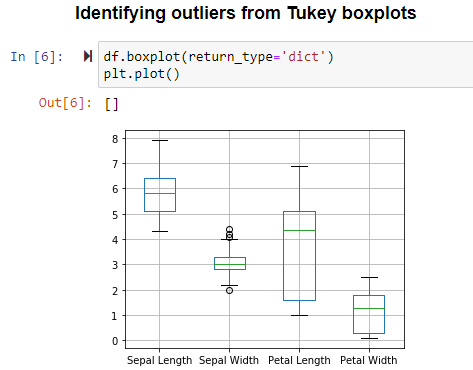 Identifying outliers from Tukey boxplots
In [6]:
df.boxplot(return_type='dict')
plt.plot()
Out[6]: []
8
7
6
5
4
3
2
1
0
Sepal Length Sepal Width Petal Length Petal Width